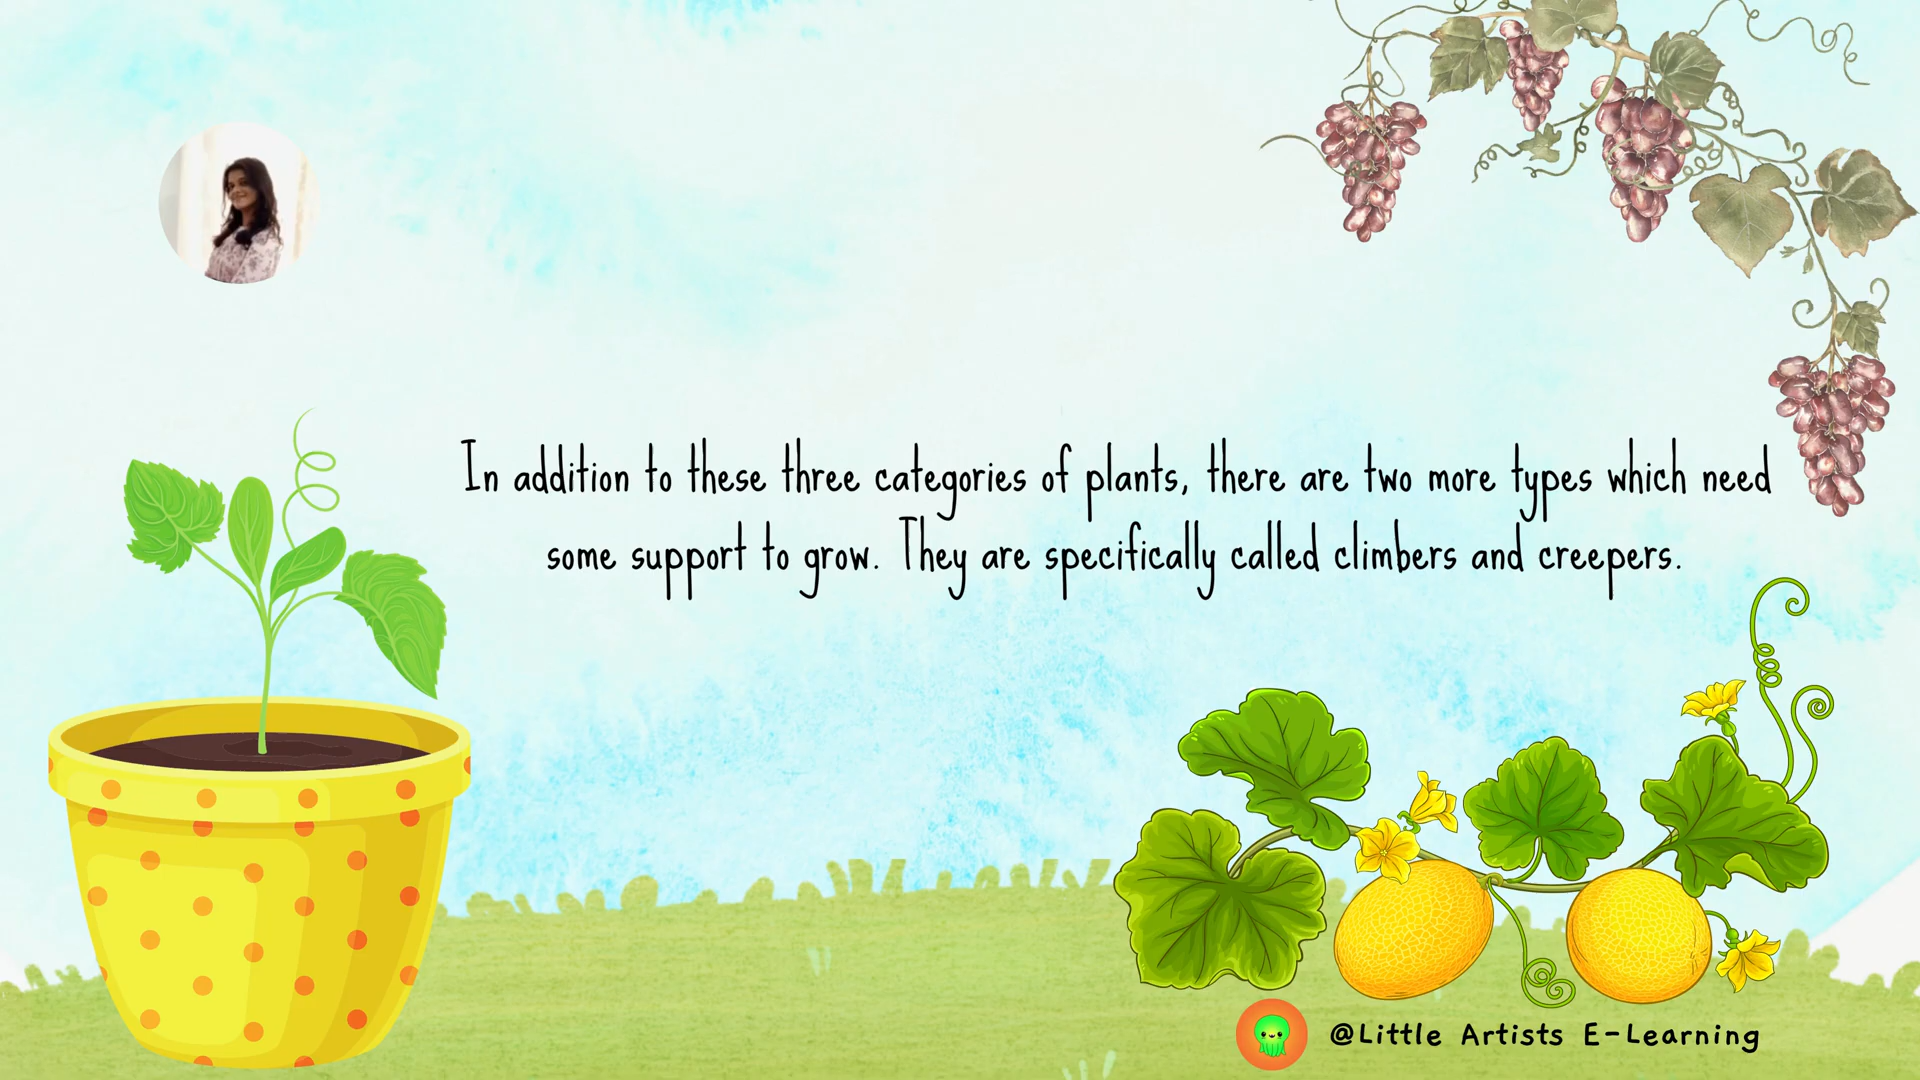 In addition to these three categories of plants, there are two more types which need
some support to grow. They are specifically called climbers and creepers.
@Little Artists E-Learning